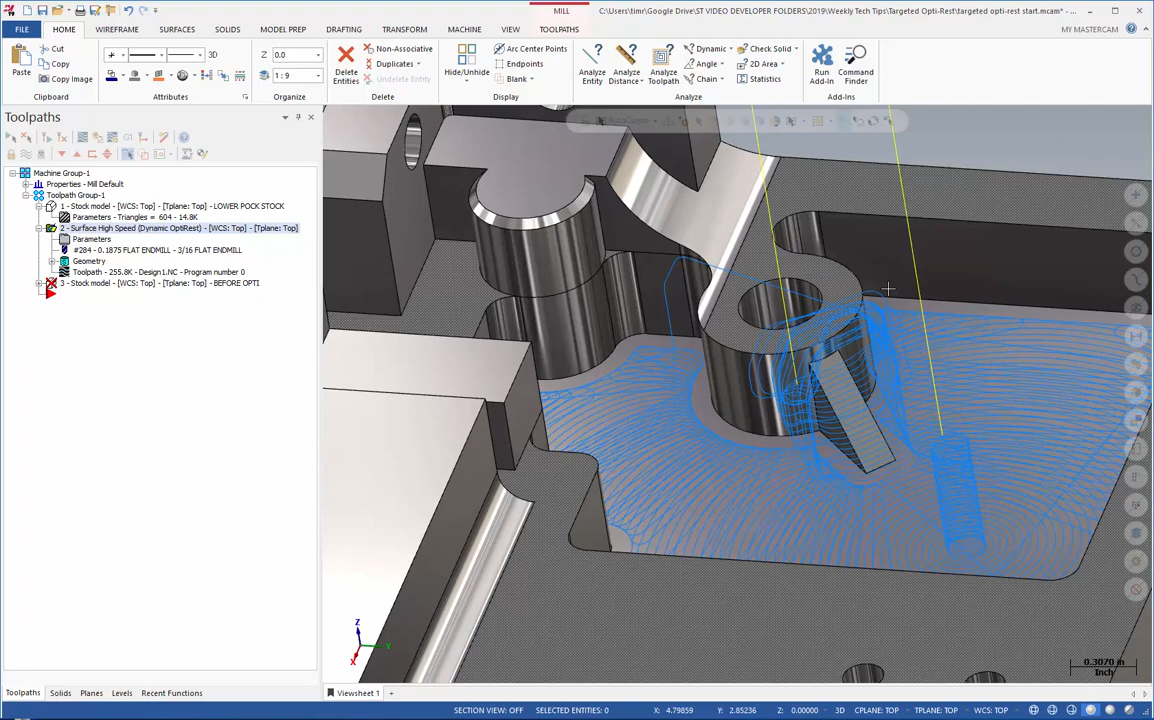 MILL
C:\Users\timr\Google Drive\ST VIDEO DEVELOPER FOLDERS\2019\Weekly Tech Tips\Targeted Opti-Rest\targeted opti-rest start.mcam* -
FILE HOME WIREFRAME SURFACES SOLIDS MODEL PREP DRAFTING TRANSFORM MACHINE VIEW TOOLPATHS MY MASTERCAM
Paste
Cut
Copy
Copy Image
Clipboard
3D
Attributes
Z 0.0
1 : 9
Organize
Delete Entities
Non-Associative
Duplicates
Undelete Entity
Delete
Hide/Unhide
Arc Center Points
Endpoints
Blank
Display
Analyze Entity
Analyze Distance
Analyze Toolpath
Dynamic
Angle
Chain
Check Solid
2D Area
Statistics
Analyze
Run Add-In
Command Finder
Add-Ins
Toolpaths
G1
Machine Group-1
Properties - Mill Default
Toolpath Group-1
1 - Stock model - [WCS: Top] - [Tplane: Top] - LOWER POCK STOCK
Parameters - Triangles = 604 - 14.8K
2 - Surface High Speed (Dynamic OptiRest) - [WCS: Top] - [Tplane: Top]
Parameters
#284 - 0.1875 FLAT ENDMILL - 3/16 FLAT ENDMILL
Geometry
Toolpath - 255.8K - Design1.NC - Program number 0
3 - Stock model - [WCS: Top] - [Tplane: Top] - BEFORE OPTI
AutoCursor
Z
Y
X
0.3070 in
Inch
Toolpaths Solids Planes Levels Recent Functions
Viewsheet 1 +
SECTION VIEW: OFF SELECTED ENTITIES: 0 X: 4.79859 Y: 2.85236 Z: 0.00000 3D CPLANE: TOP TPLANE: TOP WCS: TOP